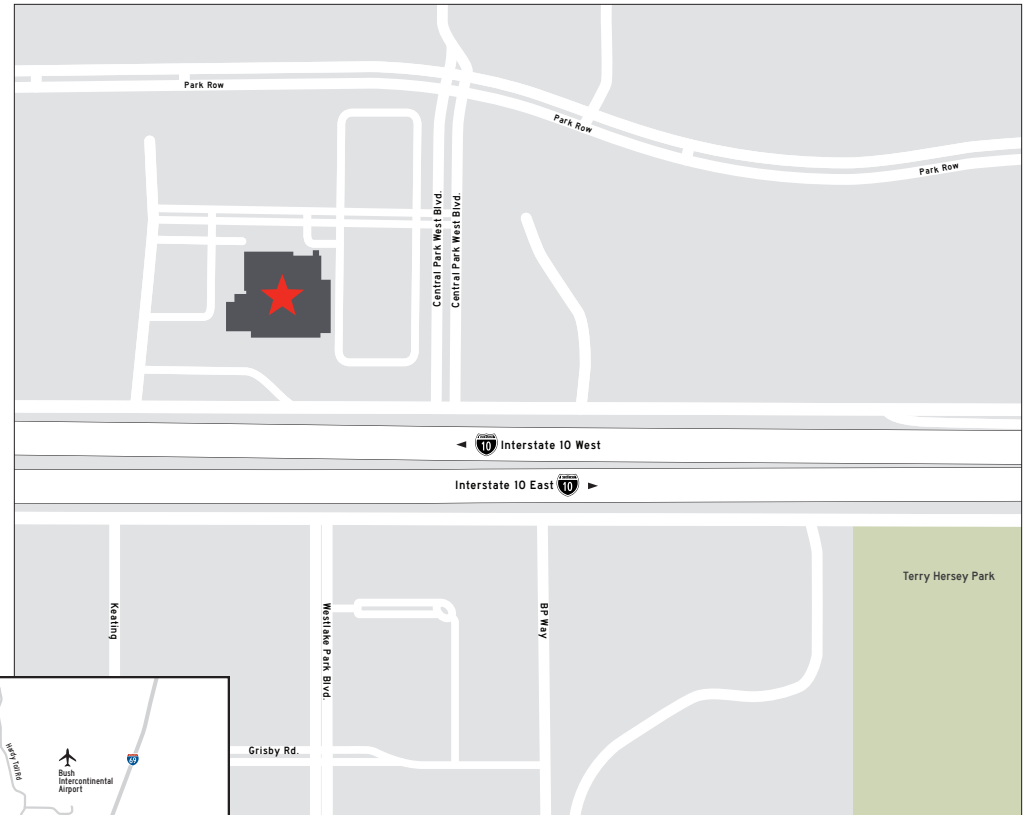 Park Row
Park Row
Park Row
Central Park West Blvd.
Central Park West Blvd.
10 Interstate 10 West
Interstate 10 East 10
Terry Hersey Park
Keating
Westlake Park Blvd.
BP Way
Grisby Rd.
Hardy Toll Rd
69
Bush
Intercontinental
Airport